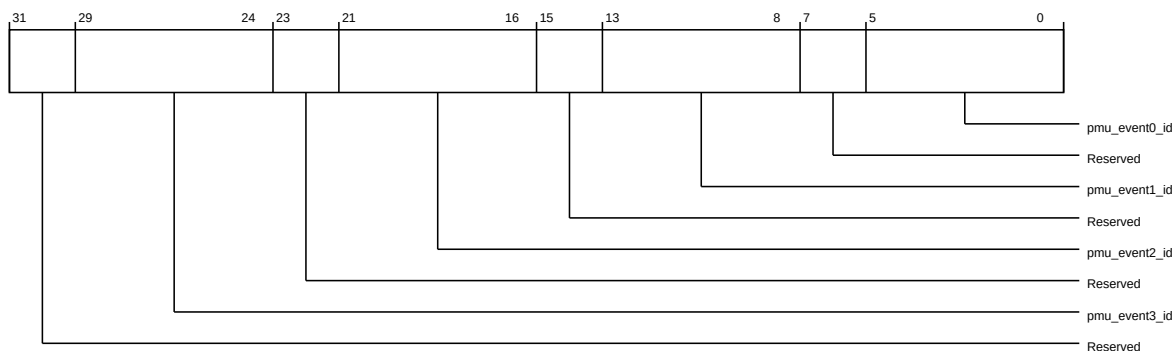 31 29 24 23 21 16 15 13 8 7 5 0
pmu_event0_id
Reserved
pmu_event1_id
Reserved
pmu_event2_id
Reserved
pmu_event3_id
Reserved